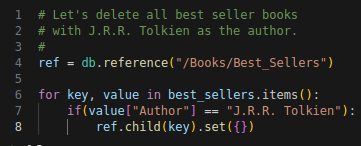 1 # Let's delete all best seller books
2 # with J.R.R. Tolkien as the author.
3 #
4 ref = db.reference("/Books/Best_Sellers")
5
6 for key, value in best_sellers.items():
7     if(value["Author"] == "J.R.R. Tolkien"):
8         ref.child(key).set({})